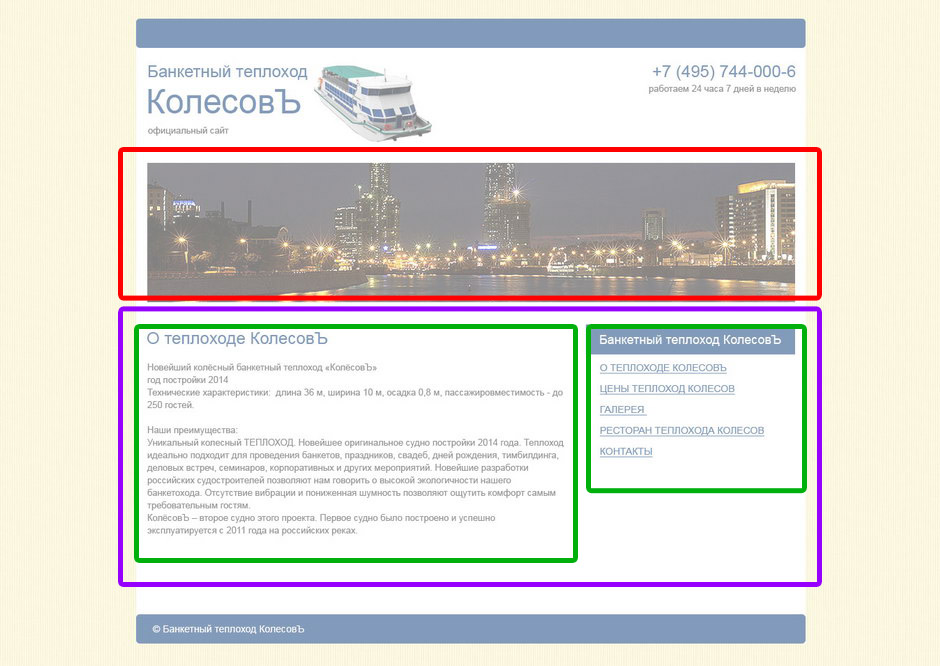 Банкетный теплоход
КолесовЪ
официальный сайт
+7 (495) 744-000-6
работаем 24 часа 7 дней в неделю
О теплоходе КолесовЪ
Новейший колёсный банкетный теплоход «КолёсовЪ»
год постройки 2014
Технические характеристики: длина 36 м, ширина 10 м, осадка 0,8 м, пассажировместимость - до
250 гостей.
Наши преимущества:
Уникальный колесный ТЕПЛОХОД. Новейшее оригинальное судно постройки 2014 года. Теплоход
идеально подходит для проведения банкетов, праздников, свадеб, дней рождения, тимбилдинга,
деловых встреч, семинаров, корпоративных и других мероприятий. Новейшие разработки
российских судостроителей позволяют нам говорить о высокой экологичности нашего
банкетохода. Отсутствие вибрации и пониженная шумность позволяют ощутить комфорт самым
требовательным гостям.
КолёсовЪ – второе судно этого проекта. Первое судно было построено и успешно
эксплуатируется с 2011 года на российских реках.
Банкетный теплоход КолесовЪ
О ТЕПЛОХОДЕ КОЛЕСОВЪ
ЦЕНЫ ТЕПЛОХОД КОЛЕСОВ
ГАЛЕРЕЯ
РЕСТОРАН ТЕПЛОХОДА КОЛЕСОВ
КОНТАКТЫ
© Банкетный теплоход КолесовЪ